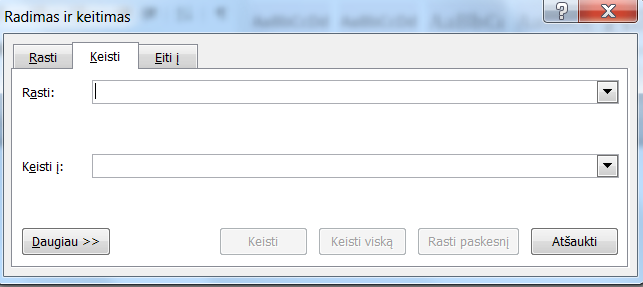 Radimas ir keitimas
Rasti Keisti Eiti į
Rasti:
Keisti į:
Daugiau >> Keisti Keisti viską Rasti paskesnį Atšaukti